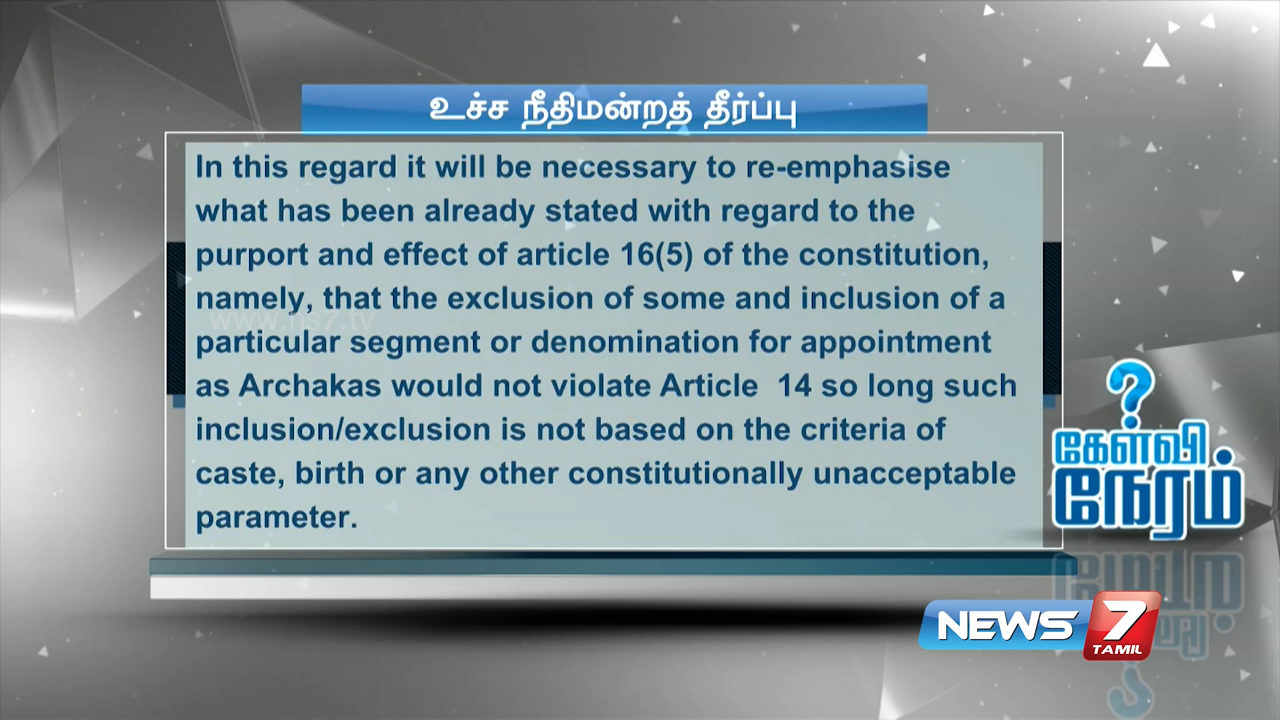 உச்ச நீதிமன்றத் தீர்ப்பு
In this regard it will be necessary to re-emphasise
what has been already stated with regard to the
purport and effect of article 16(5) of the constitution,
namely, that the exclusion of some and inclusion of a
www.ns7.tv
particular segment or denomination for appointment
as Archakas would not violate Article 14 so long such
inclusion/exclusion is not based on the criteria of
caste, birth or any other constitutionally unacceptable
parameter.
?
கேள்வி
நேரம்
NEWS 7
TAMIL